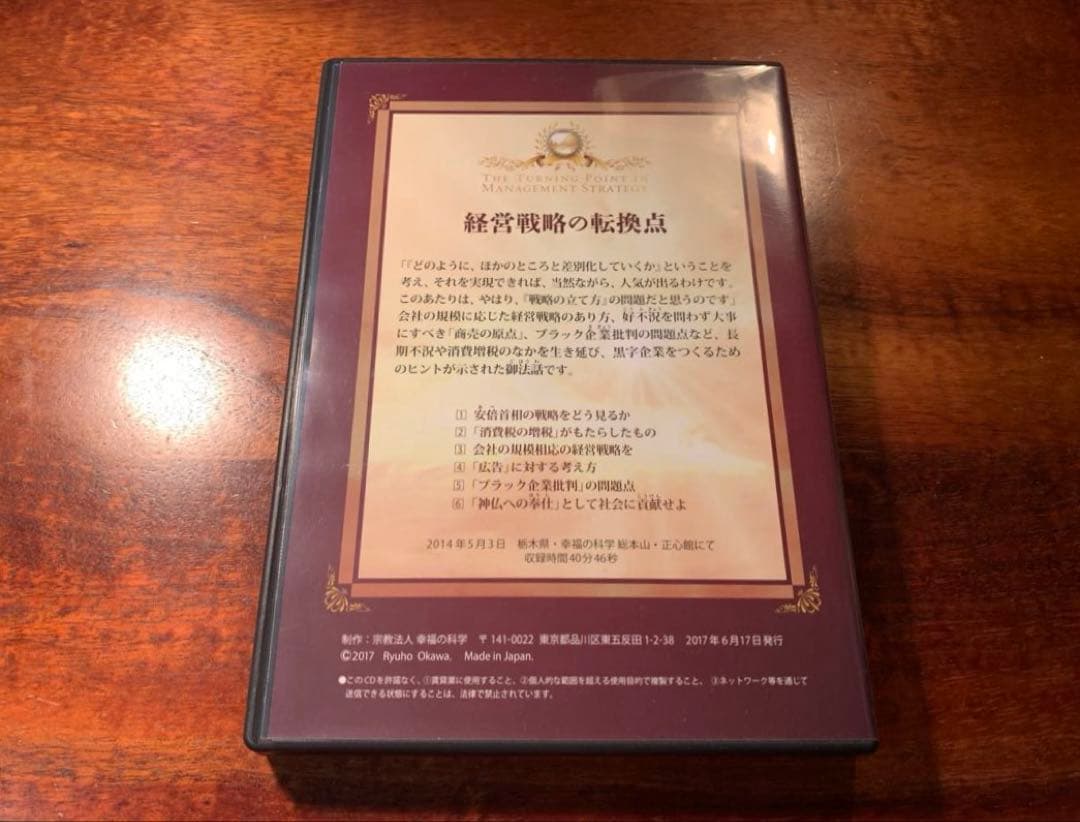 THE TURNING POINT IN
MANAGEMENT STRATEGY
経営戦略の転換点
「『どのように、ほかのところと差別化していくか』ということを
考え、それを実現できれば、当然ながら、人気が出るわけです。
このあたりは、やはり、『戦略の立て方』の問題だと思うのです」
会社の規模に応じた経営戦略のあり方、好不況を問わず大事
にすべき「商売の原点」、ブラック企業批判の問題点など、長
期不況や消費増税のなかを生き延び、黒字企業をつくるため
のヒントが示された御法話です。
1 安倍首相の戦略をどう見るか
2 「消費税の増税」がもたらしたもの
3 会社の規模相応の経営戦略を
4 「広告」に対する考え方
5 「ブラック企業批判」の問題点
6 「神仏への奉仕」として社会に貢献せよ
2014年5月3日 栃木県・幸福の科学 総本山・正心館にて
収録時間40分46秒
制作：宗教法人 幸福の科学 〒141-0022 東京都品川区東五反田1-2-38 2017年6月17日発行
©2017 Ryuho Okawa. Made in Japan.
●このCDを許諾なく、①賃貸業に使用すること、②個人的な範囲を超える使用目的で複製すること、③ネットワーク等を通じて
送信できる状態にすることは、法律で禁止されています。